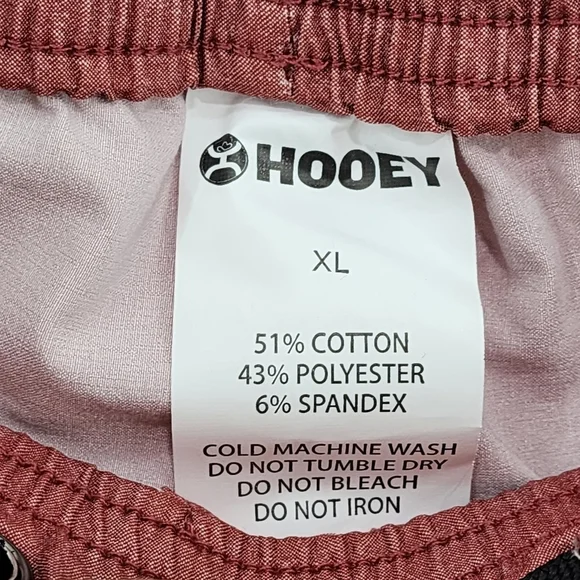 HOOEY
XL
51% COTTON
43% POLYESTER
6% SPANDEX
COLD MACHINE WASH
DO NOT TUMBLE DRY
DO NOT BLEACH
DO NOT IRON